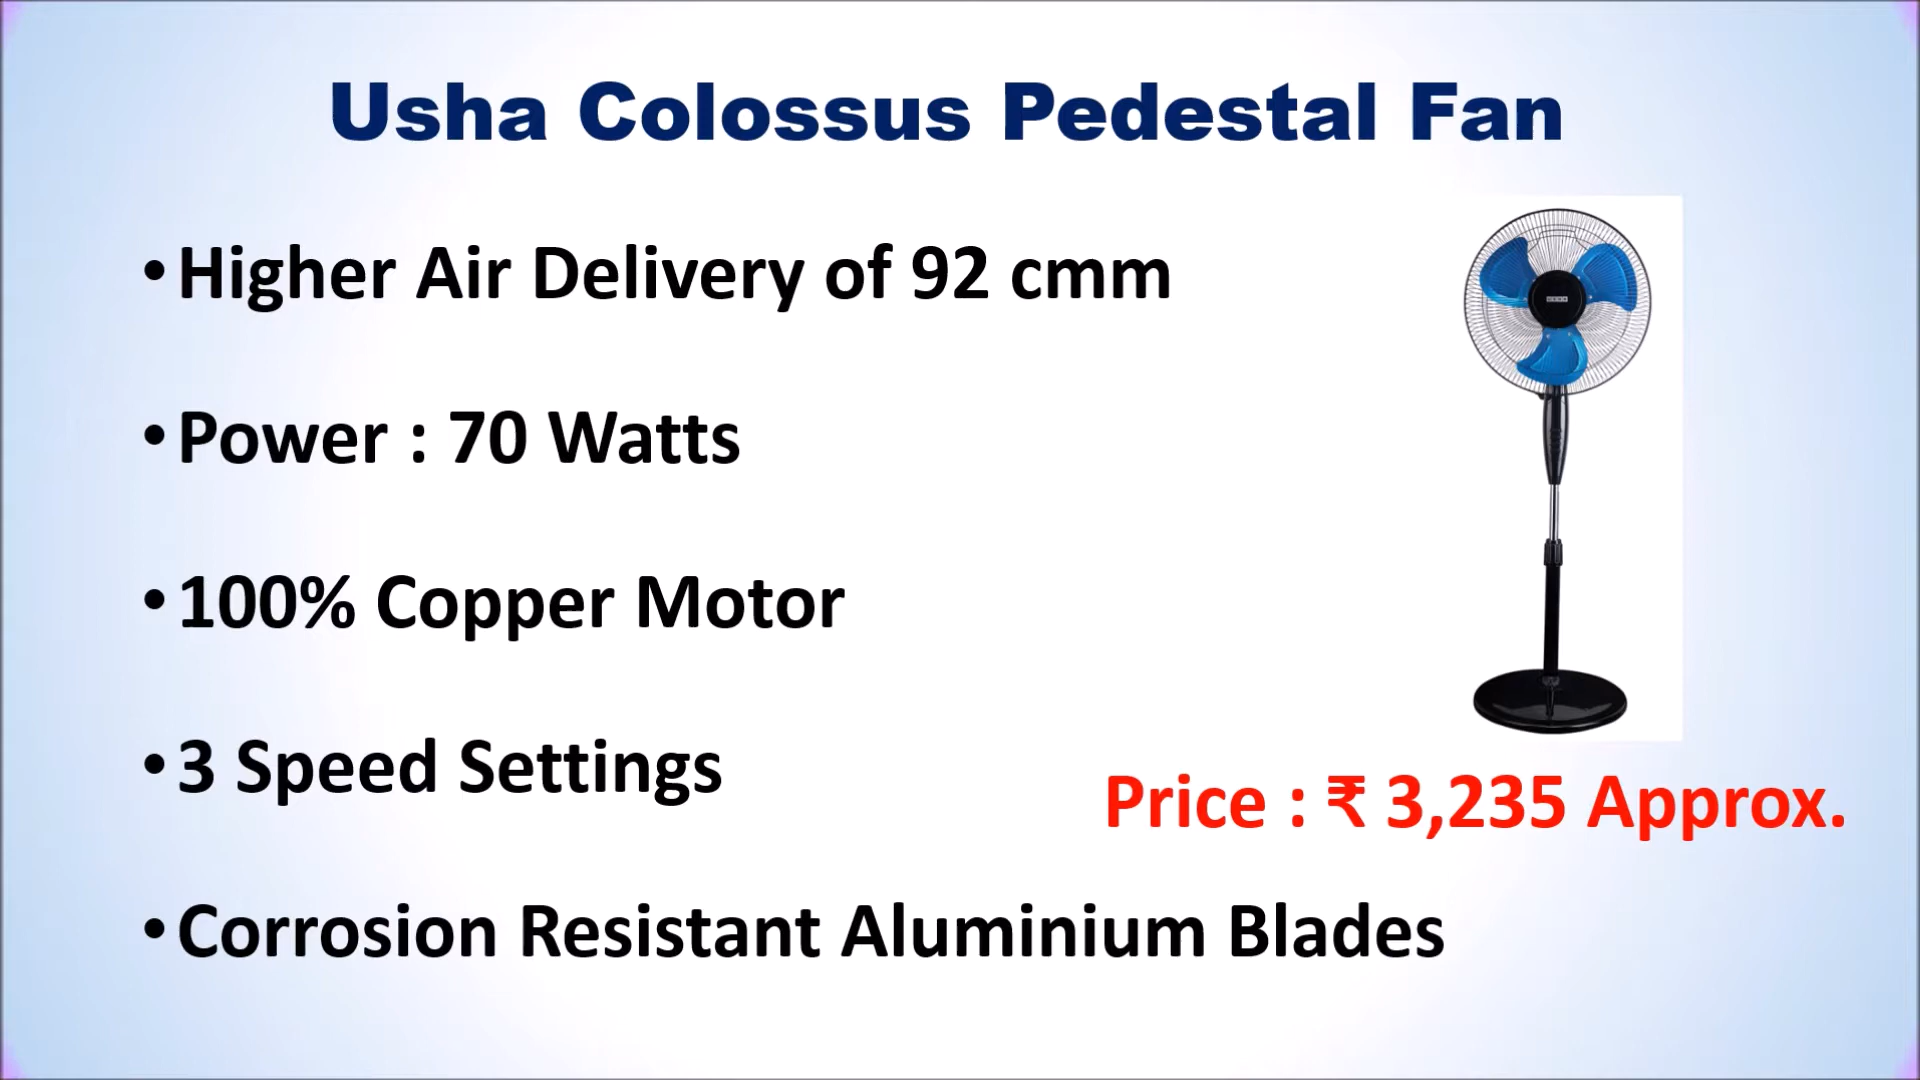 Usha Colossus Pedestal Fan
•Higher Air Delivery of 92 cmm
•Power : 70 Watts
•100% Copper Motor
•3 Speed Settings
Price : ₹ 3,235 Approx.
•Corrosion Resistant Aluminium Blades